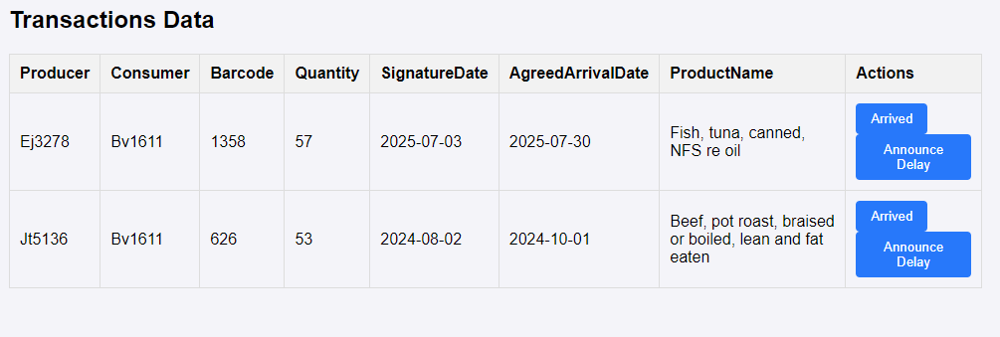 Transactions Data
Producer Consumer Barcode Quantity SignatureDate AgreedArrivalDate ProductName Actions
Ej3278 Bv1611 1358 57 2025-07-03 2025-07-30 Fish, tuna, canned,
NFS re oil
Arrived
Announce
Delay
Jt5136 Bv1611 626 53 2024-08-02 2024-10-01 Beef, pot roast, braised
or boiled, lean and fat
eaten
Arrived
Announce
Delay